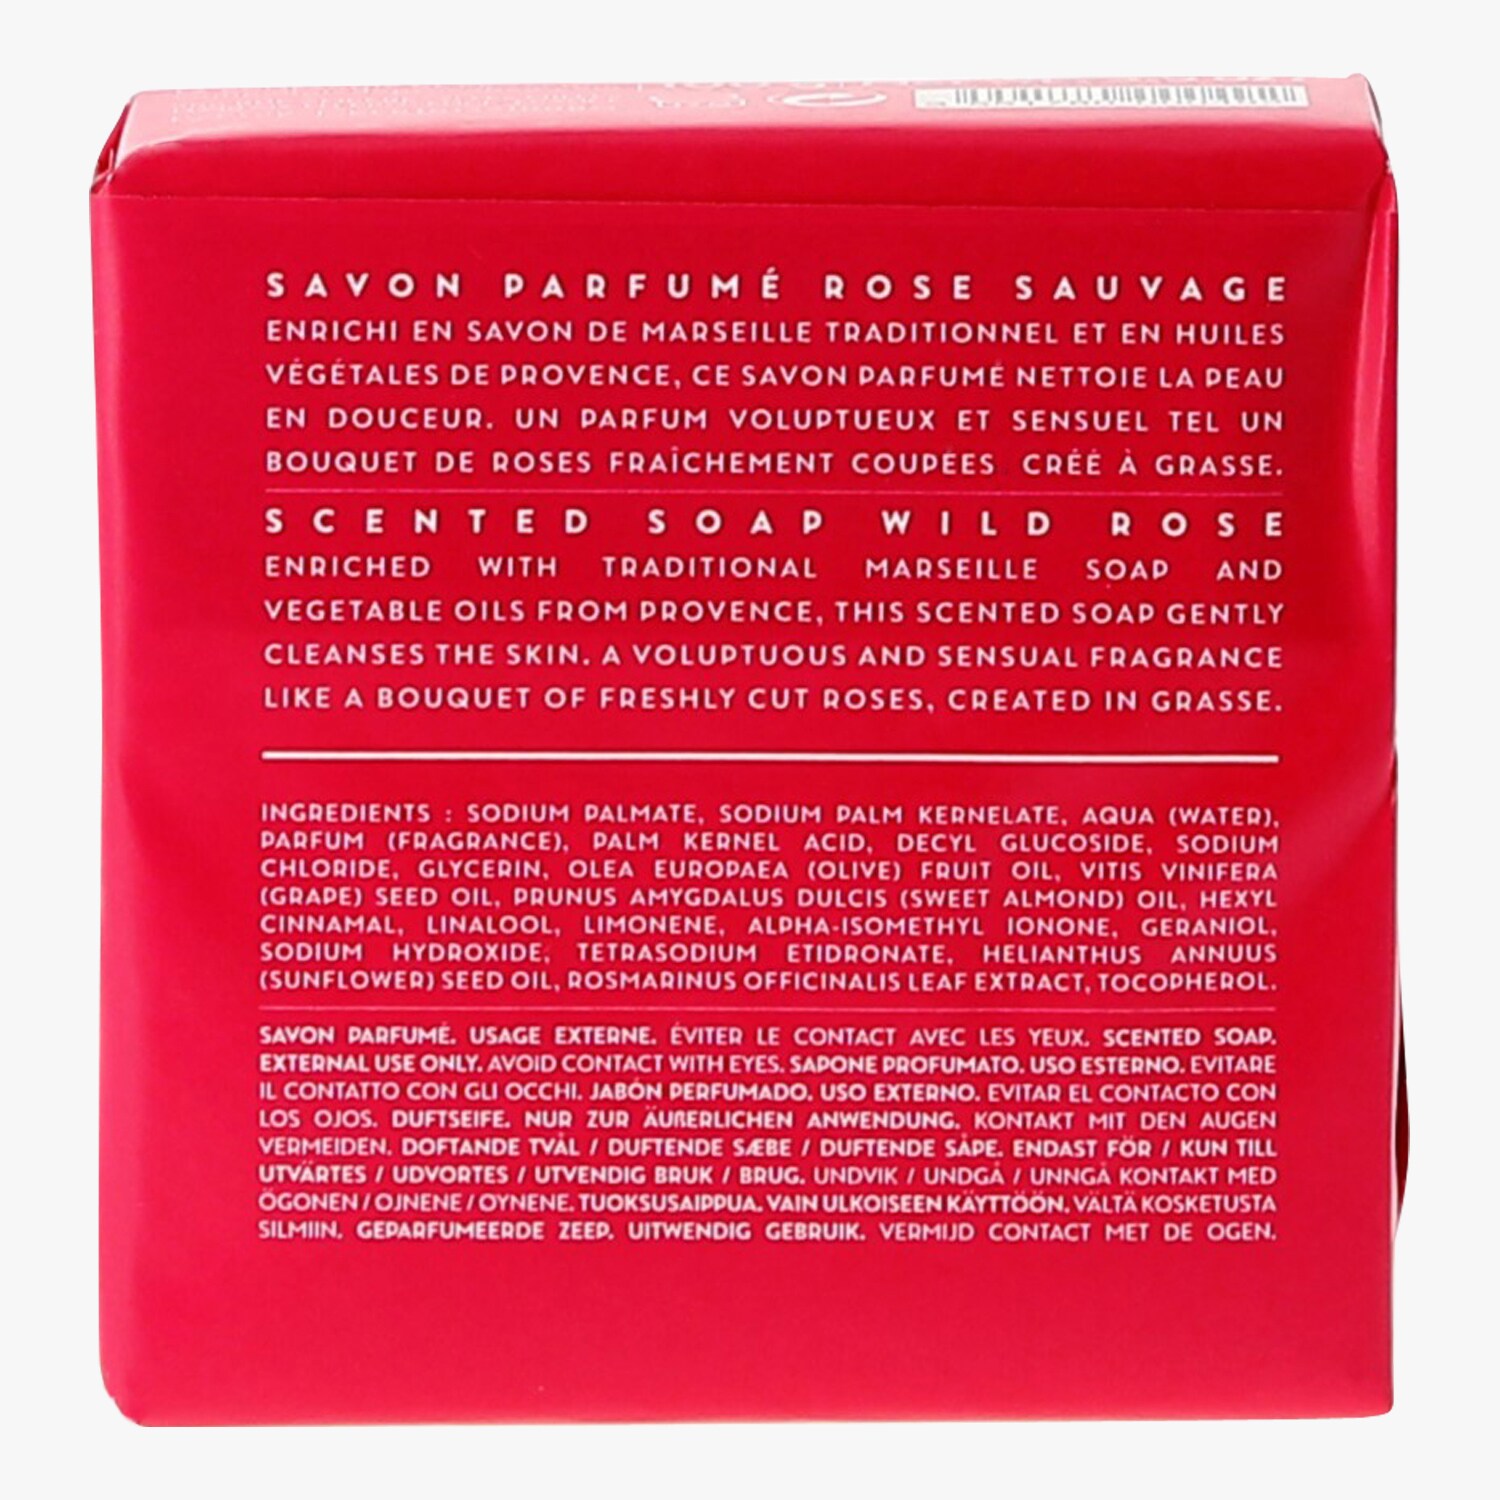 SAVON PARFUMÉ ROSE SAUVAGE
ENRICHI EN SAVON DE MARSEILLE TRADITIONNEL ET EN HUILES
VÉGÉTALES DE PROVENCE, CE SAVON PARFUMÉ NETTOIE LA PEAU
EN DOUCEUR. UN PARFUM VOLUPTUEUX ET SENSUEL TEL UN
BOUQUET DE ROSES FRAÎCHEMENT COUPÉES CRÉÉ À GRASSE.
SCENTED SOAP WILD ROSE
ENRICHED WITH TRADITIONAL MARSEILLE SOAP AND
VEGETABLE OILS FROM PROVENCE, THIS SCENTED SOAP GENTLY
CLEANSES THE SKIN. A VOLUPTUOUS AND SENSUAL FRAGRANCE
LIKE A BOUQUET OF FRESHLY CUT ROSES, CREATED IN GRASSE.
INGREDIENTS : SODIUM PALMATE, SODIUM PALM KERNELATE, AQUA (WATER),
PARFUM (FRAGRANCE), PALM KERNEL ACID, DECYL GLUCOSIDE, SODIUM
CHLORIDE, GLYCERIN, OLEA EUROPAEA (OLIVE) FRUIT OIL, VITIS VINIFERA
(GRAPE) SEED OIL, PRUNUS AMYGDALUS DULCIS (SWEET ALMOND) OIL, HEXYL
CINNAMAL, LINALOOL, LIMONENE, ALPHA-ISOMETHYL IONONE, GERANIOL,
SODIUM HYDROXIDE, TETRASODIUM ETIDRONATE, HELIANTHUS ANNUUS
(SUNFLOWER) SEED OIL, ROSMARINUS OFFICINALIS LEAF EXTRACT, TOCOPHEROL.
SAVON PARFUMÉ. USAGE EXTERNE. ÉVITER LE CONTACT AVEC LES YEUX. SCENTED SOAP.
EXTERNAL USE ONLY. AVOID CONTACT WITH EYES. SAPONE PROFUMATO. USO ESTERNO. EVITARE
IL CONTATTO CON GLI OCCHI. JABÓN PERFUMADO. USO EXTERNO. EVITAR EL CONTACTO CON
LOS OJOS. DUFTSEIFE. NUR ZUR ÄUßERLICHEN ANWENDUNG. KONTAKT MIT DEN AUGEN
VERMEIDEN. DOFTANDE TVÅL / DUFTENDE SÆBE / DUFTENDE SÅPE. ENDAST FÖR / KUN TILL
UTVÄRTES / UDVORTES / UTVENDIG BRUK / BRUG. UNDVIK / UNDGÅ / UNNGÅ KONTAKT MED
ÖGONEN / OJNENE / OYNENE. TUOKSUSAIPPUA. VAIN ULKOISEEN KÄYTTÖÖN. VÄLTÄ KOSKETUSTA
SILMIIN. GEPARFUMEERDE ZEEP. UITWENDIG GEBRUIK. VERMIJD CONTACT MET DE OGEN.